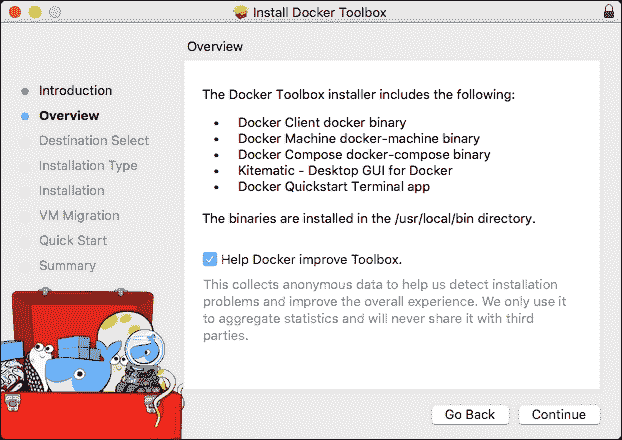 Install Docker Toolbox
Overview
Introduction
Overview
Destination Select
Installation Type
Installation
VM Migration
Quick Start
Summary
The Docker Toolbox installer includes the following:
• Docker Client docker binary
• Docker Machine docker-machine binary
• Docker Compose docker-compose binary
• Kitematic - Desktop GUI for Docker
• Docker Quickstart Terminal app
The binaries are installed in the /usr/local/bin directory.
Help Docker improve Toolbox.
This collects anonymous data to help us detect installation
problems and improve the overall experience. We only use it
to aggregate statistics and will never share it with third
parties.
Go Back
Continue